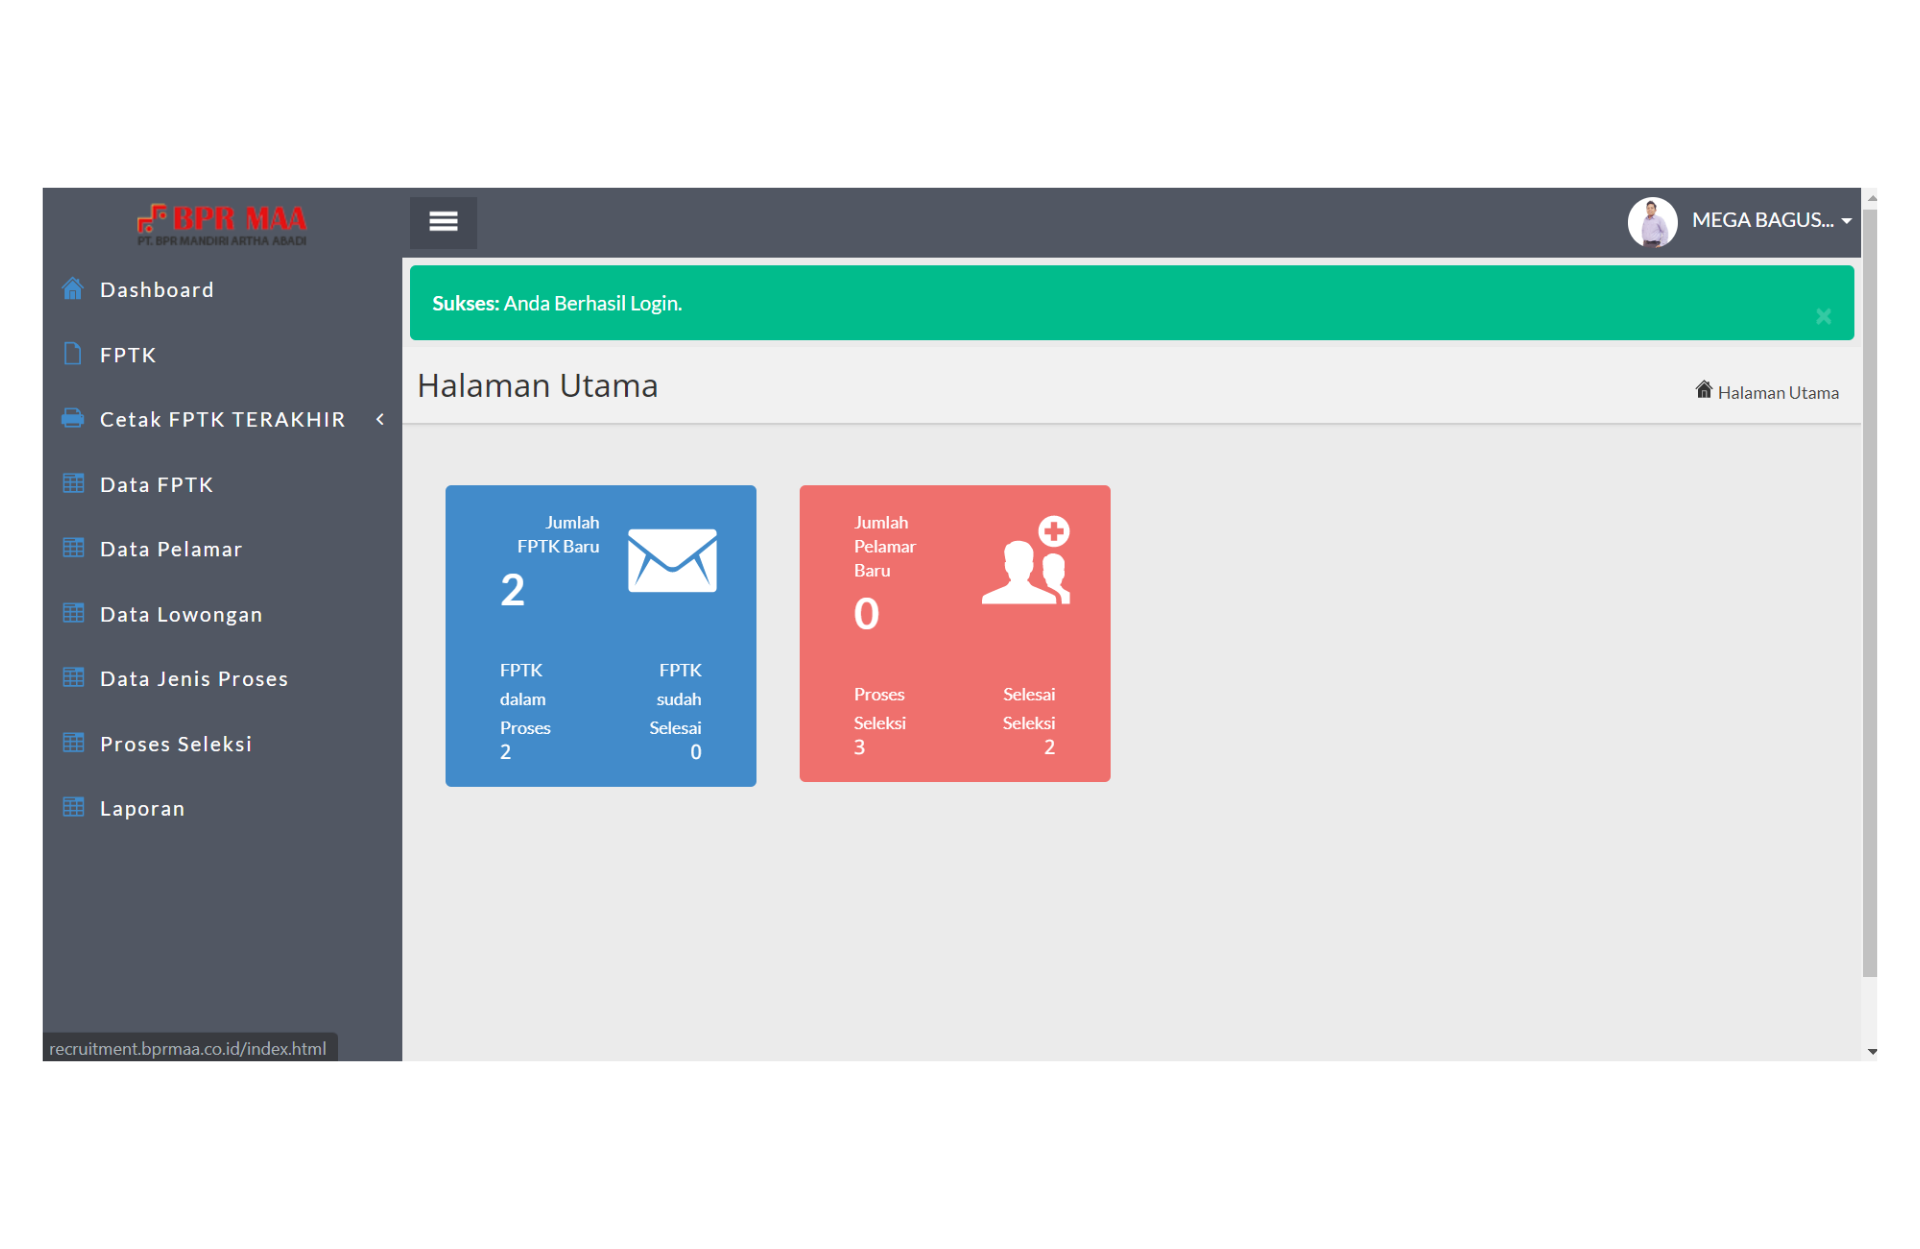 BPR MAA
PT. BPR MANDIRI ARTHA ABADI
MEGA BAGUS...
Dashboard
FPTK
Cetak FPTK TERAKHIR
Data FPTK
Data Pelamar
Data Lowongan
Data Jenis Proses
Proses Seleksi
Laporan
recruitment.bprmaa.co.id/index.html
Sukses: Anda Berhasil Login.
×
Halaman Utama
Halaman Utama
Jumlah
FPTK Baru
2
FPTK
dalam
Proses
2
FPTK
sudah
Selesai
0
Jumlah
Pelamar
Baru
0
Proses
Seleksi
3
Selesai
Seleksi
2